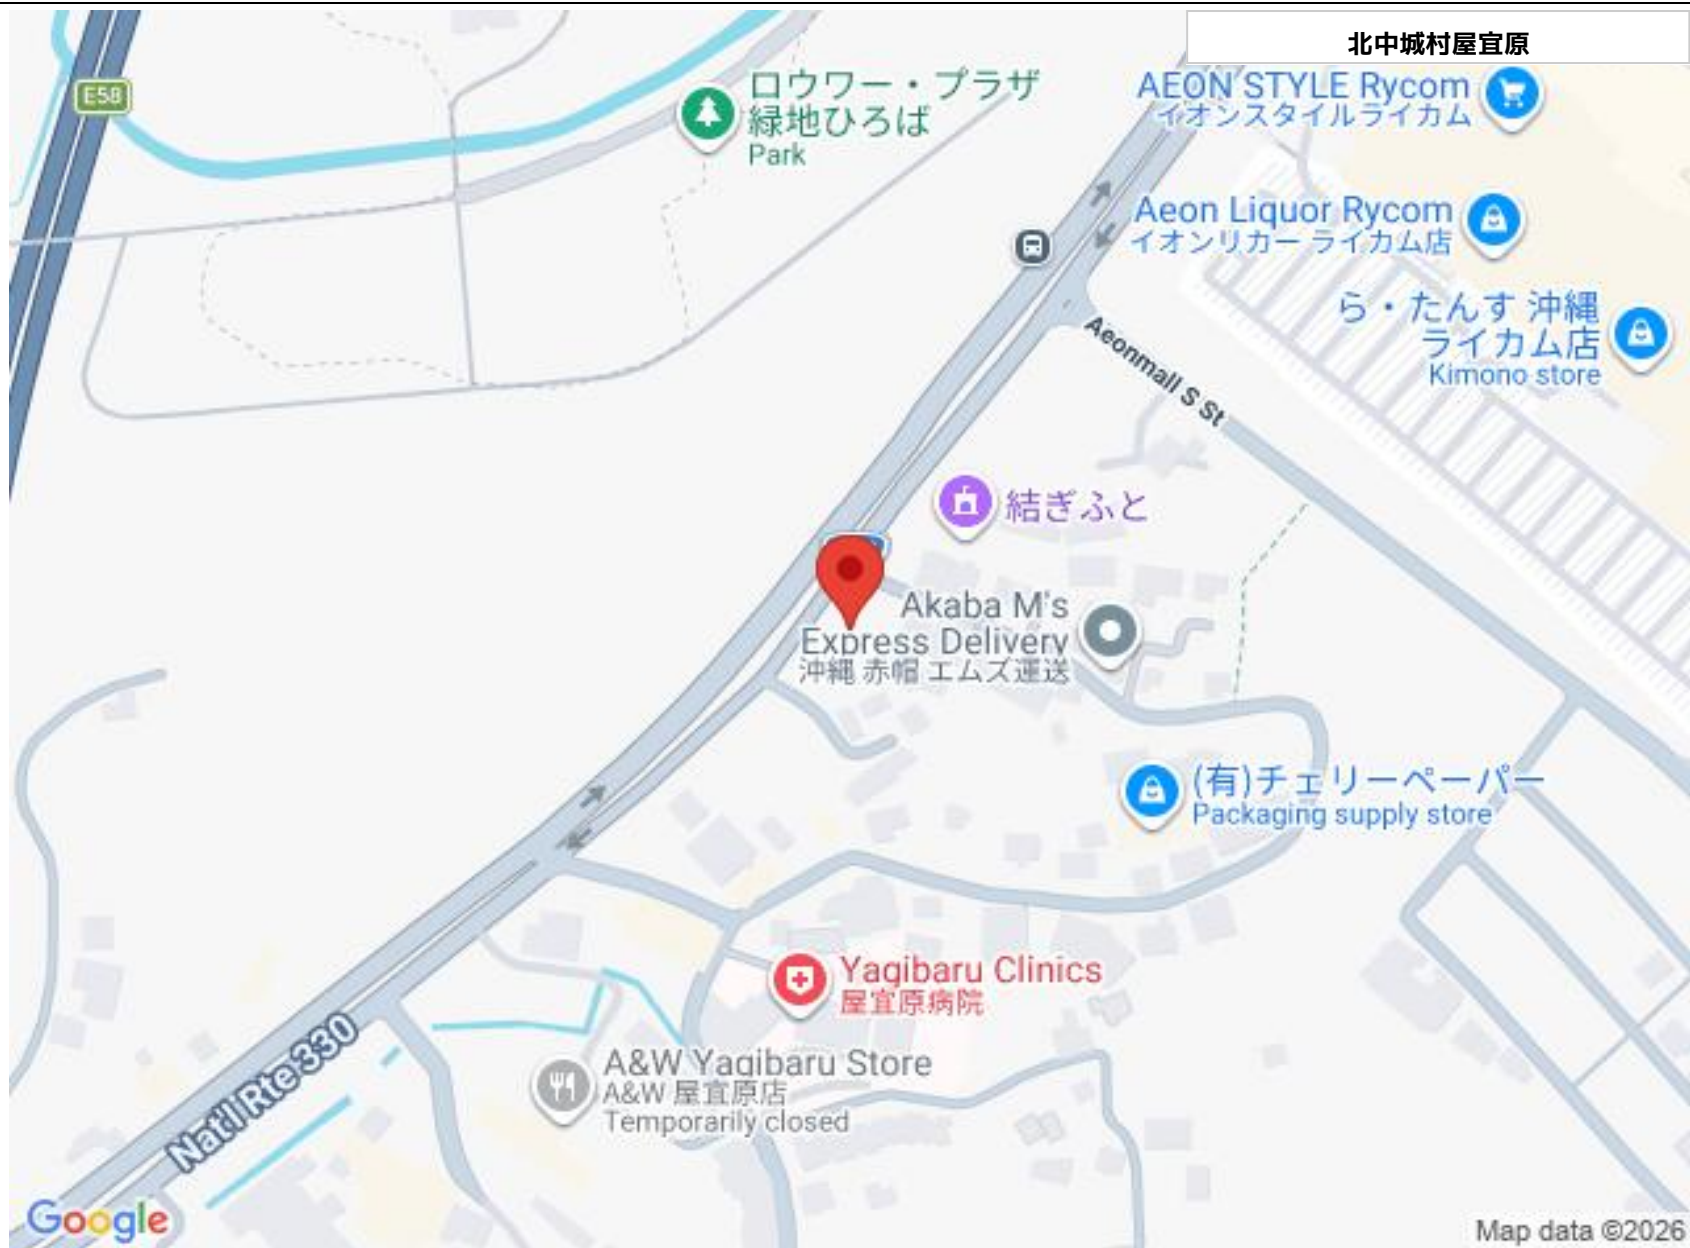 北中城村屋宜原
E58
ロウワー・プラザ
緑地ひろば
Park
AEON STYLE Rycom
イオンスタイルライカム
Aeon Liquor Rycom
イオンリカー ライカム店
ら・たんす 沖縄
ライカム店
Kimono store
Aeonmall S St
結ぎふと
Akaba M's
Express Delivery
沖縄 赤帽 エムズ運送
(有)チェリーペーパー
Packaging supply store
Yagibaru Clinics
屋宜原病院
A&W Yagibaru Store
A&W 屋宜原店
Temporarily closed
Nat'l Rte 330
Google
Map data ©2026